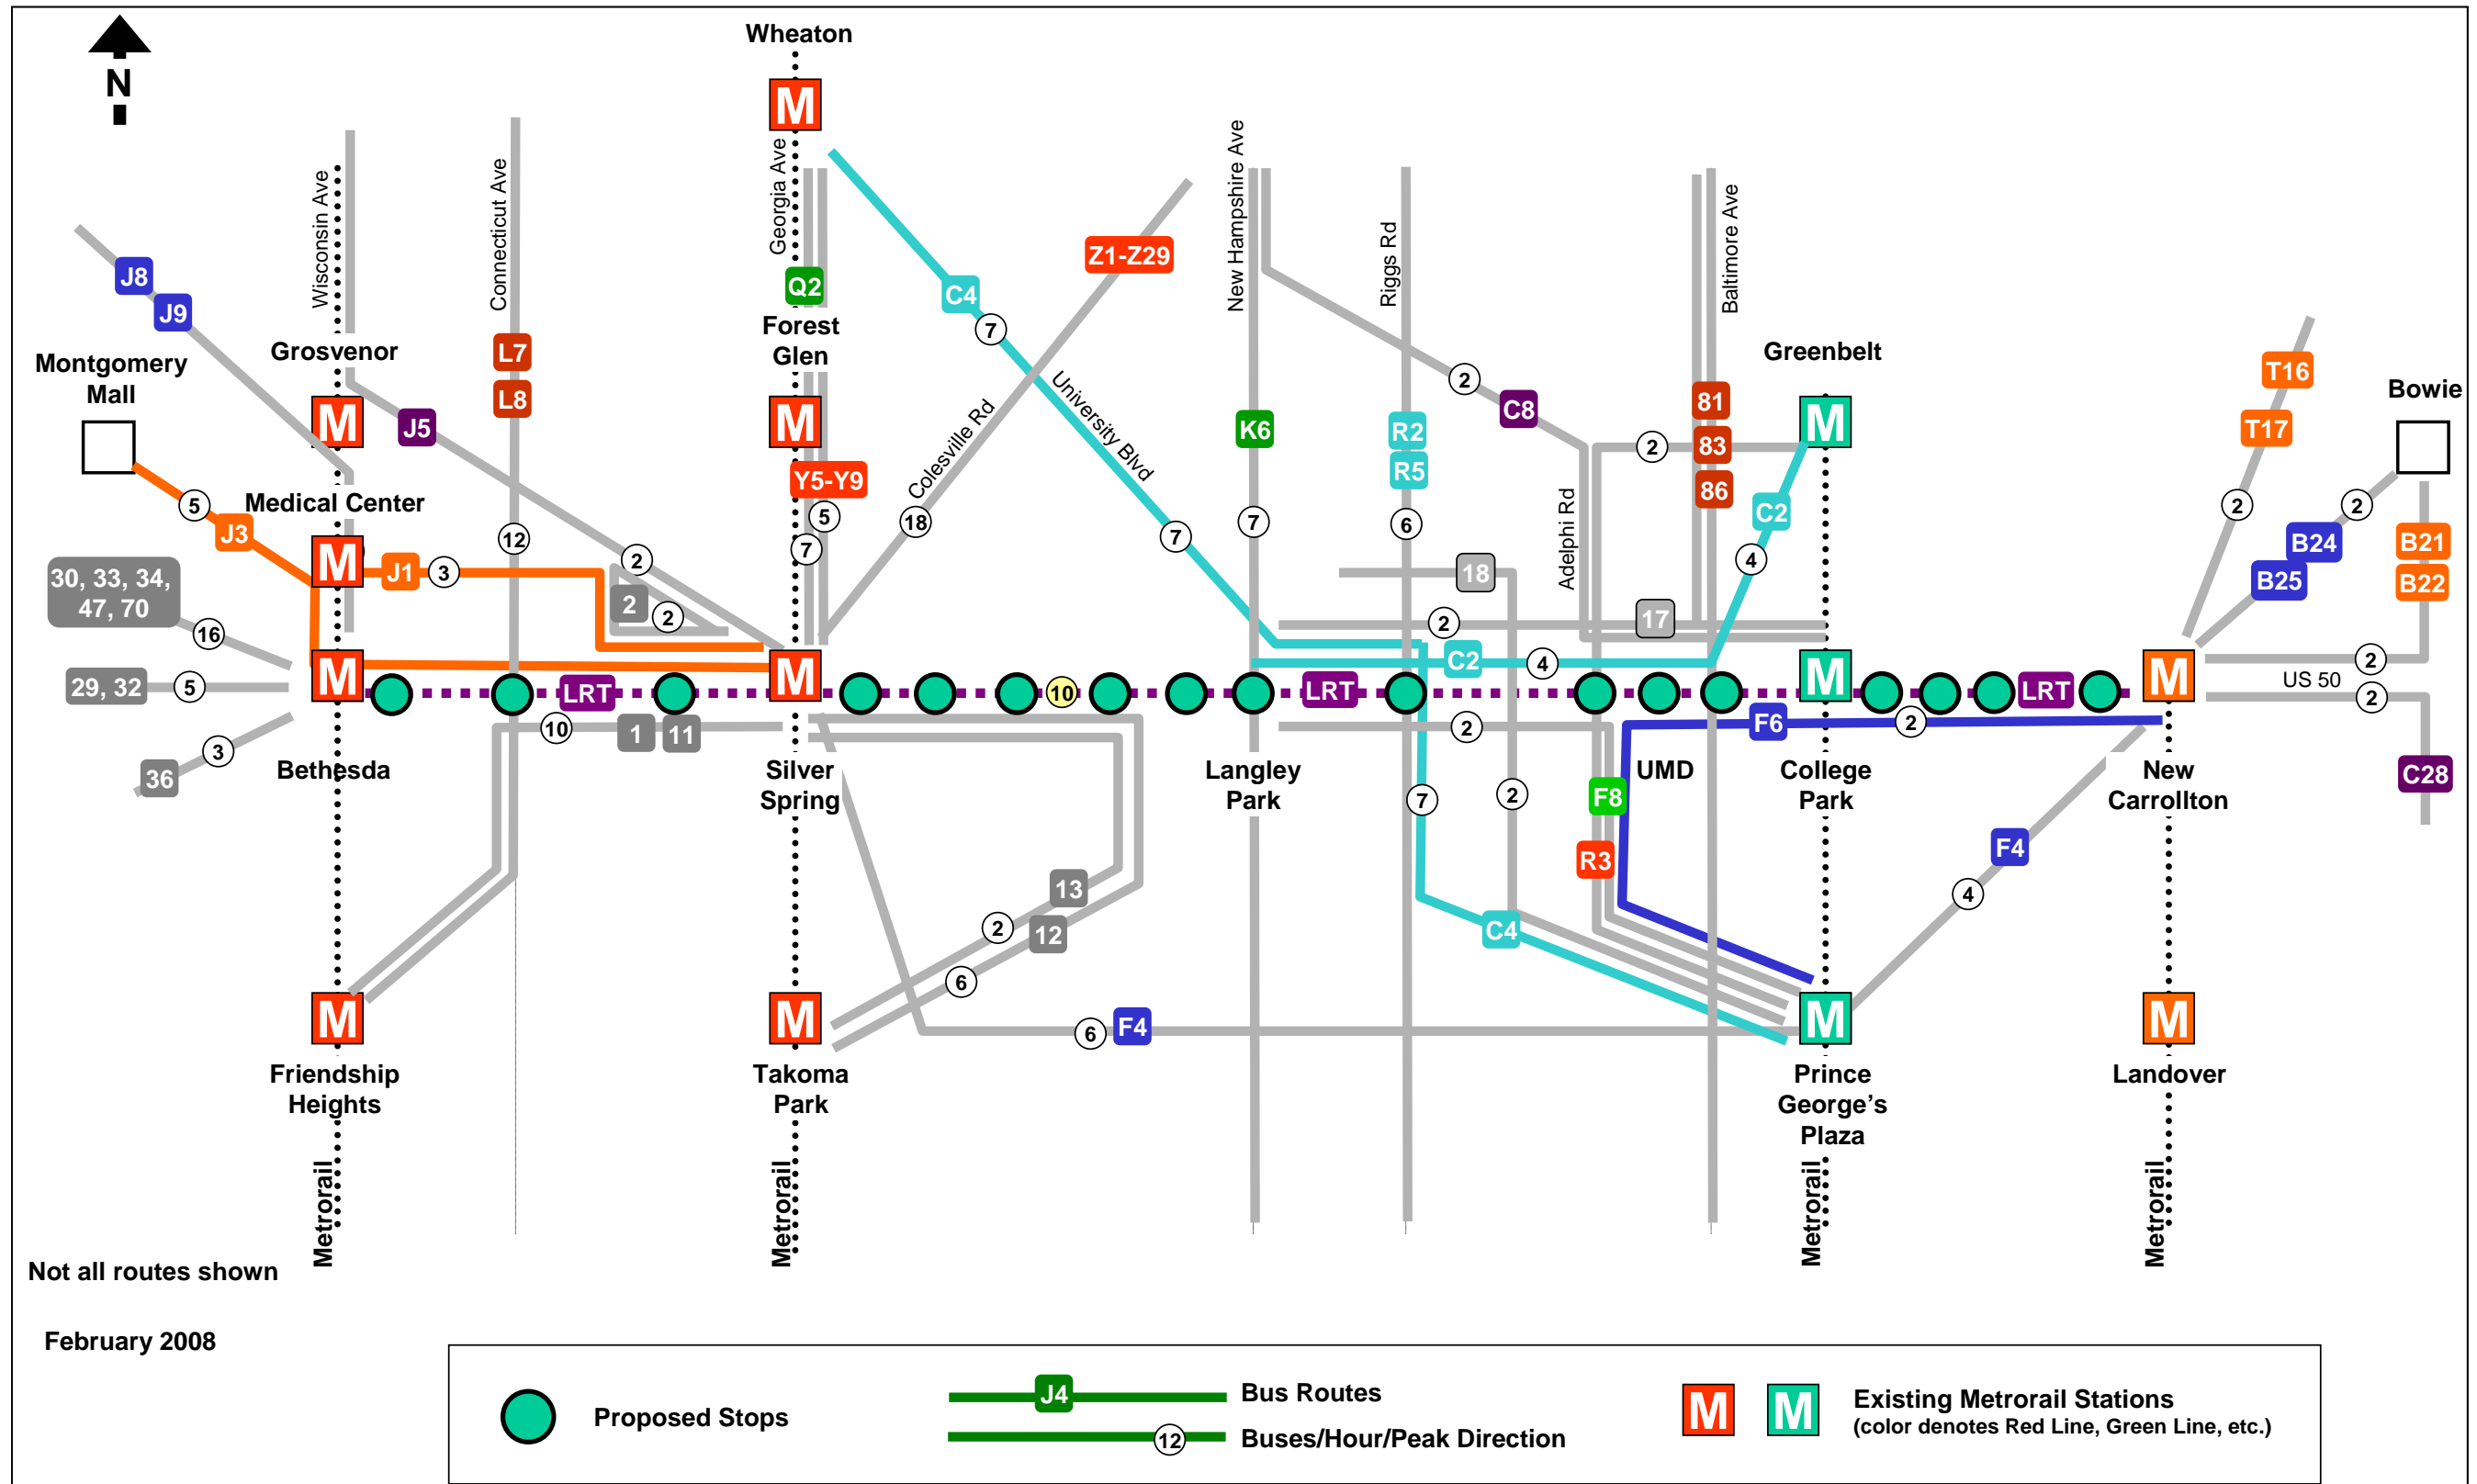 Wheaton
M
N
Wisconsin Ave
Connecticut Ave
Georgia Ave
New Hampshire Ave
Riggs Rd
Baltimore Ave
J8
J9
Q2
C4
7
Z1-Z29
Montgomery
Mall
Grosvenor
M
J5
L7
L8
Forest
Glen
M
University Blvd
Colesville Rd
K6
R2
R5
2
C8
81
83
86
2
Greenbelt
M
T16
T17
Bowie
Medical Center
M
5
J3
J1
3
12
2
2
2
Y5-Y9
5
7
18
7
7
6
18
Adelphi Rd
17
2
C2
4
2
B24
B25
2
B21
B22
30, 33, 34,
47, 70
16
29, 32
5
36
3
M
LRT
M
10
LRT
C2
4
M
LRT
M
2
US 50
2
C28
10
1
11
2
F6
2
Bethesda
Silver
Spring
Langley
Park
UMD
College
Park
New
Carrollton
7
2
F8
R3
F4
4
13
2
12
6
C4
6
F4
M
M
M
M
Friendship
Heights
Takoma
Park
Prince
George’s
Plaza
Landover
Metrorail
Metrorail
Metrorail
Metrorail
Not all routes shown
February 2008
Proposed Stops
J4
Bus Routes
12
Buses/Hour/Peak Direction
M
M
Existing Metrorail Stations
(color denotes Red Line, Green Line, etc.)